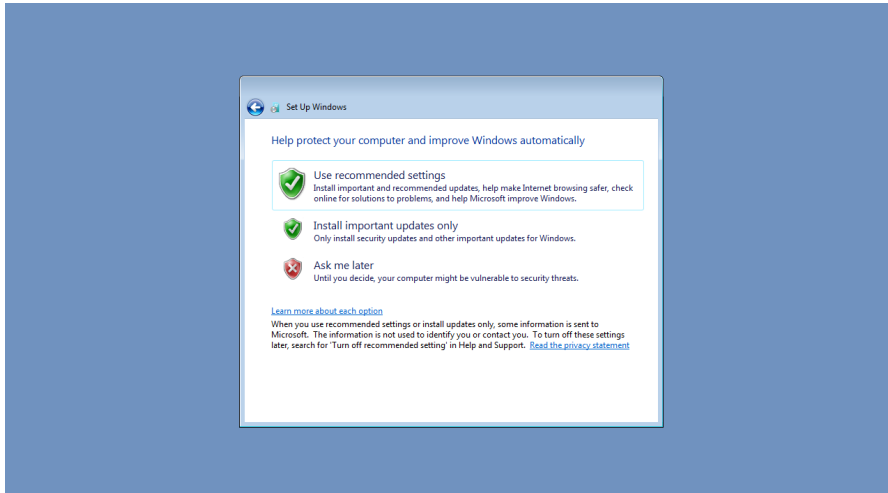 Set Up Windows
Help protect your computer and improve Windows automatically
Use recommended settings
Install important and recommended updates, help make Internet browsing safer, check
online for solutions to problems, and help Microsoft improve Windows.
Install important updates only
Only install security updates and other important updates for Windows.
Ask me later
Until you decide, your computer might be vulnerable to security threats.
Learn more about each option
When you use recommended settings or install updates only, some information is sent to
Microsoft. The information is not used to identify you or contact you. To turn off these settings
later, search for 'Turn off recommended setting' in Help and Support. Read the privacy statement